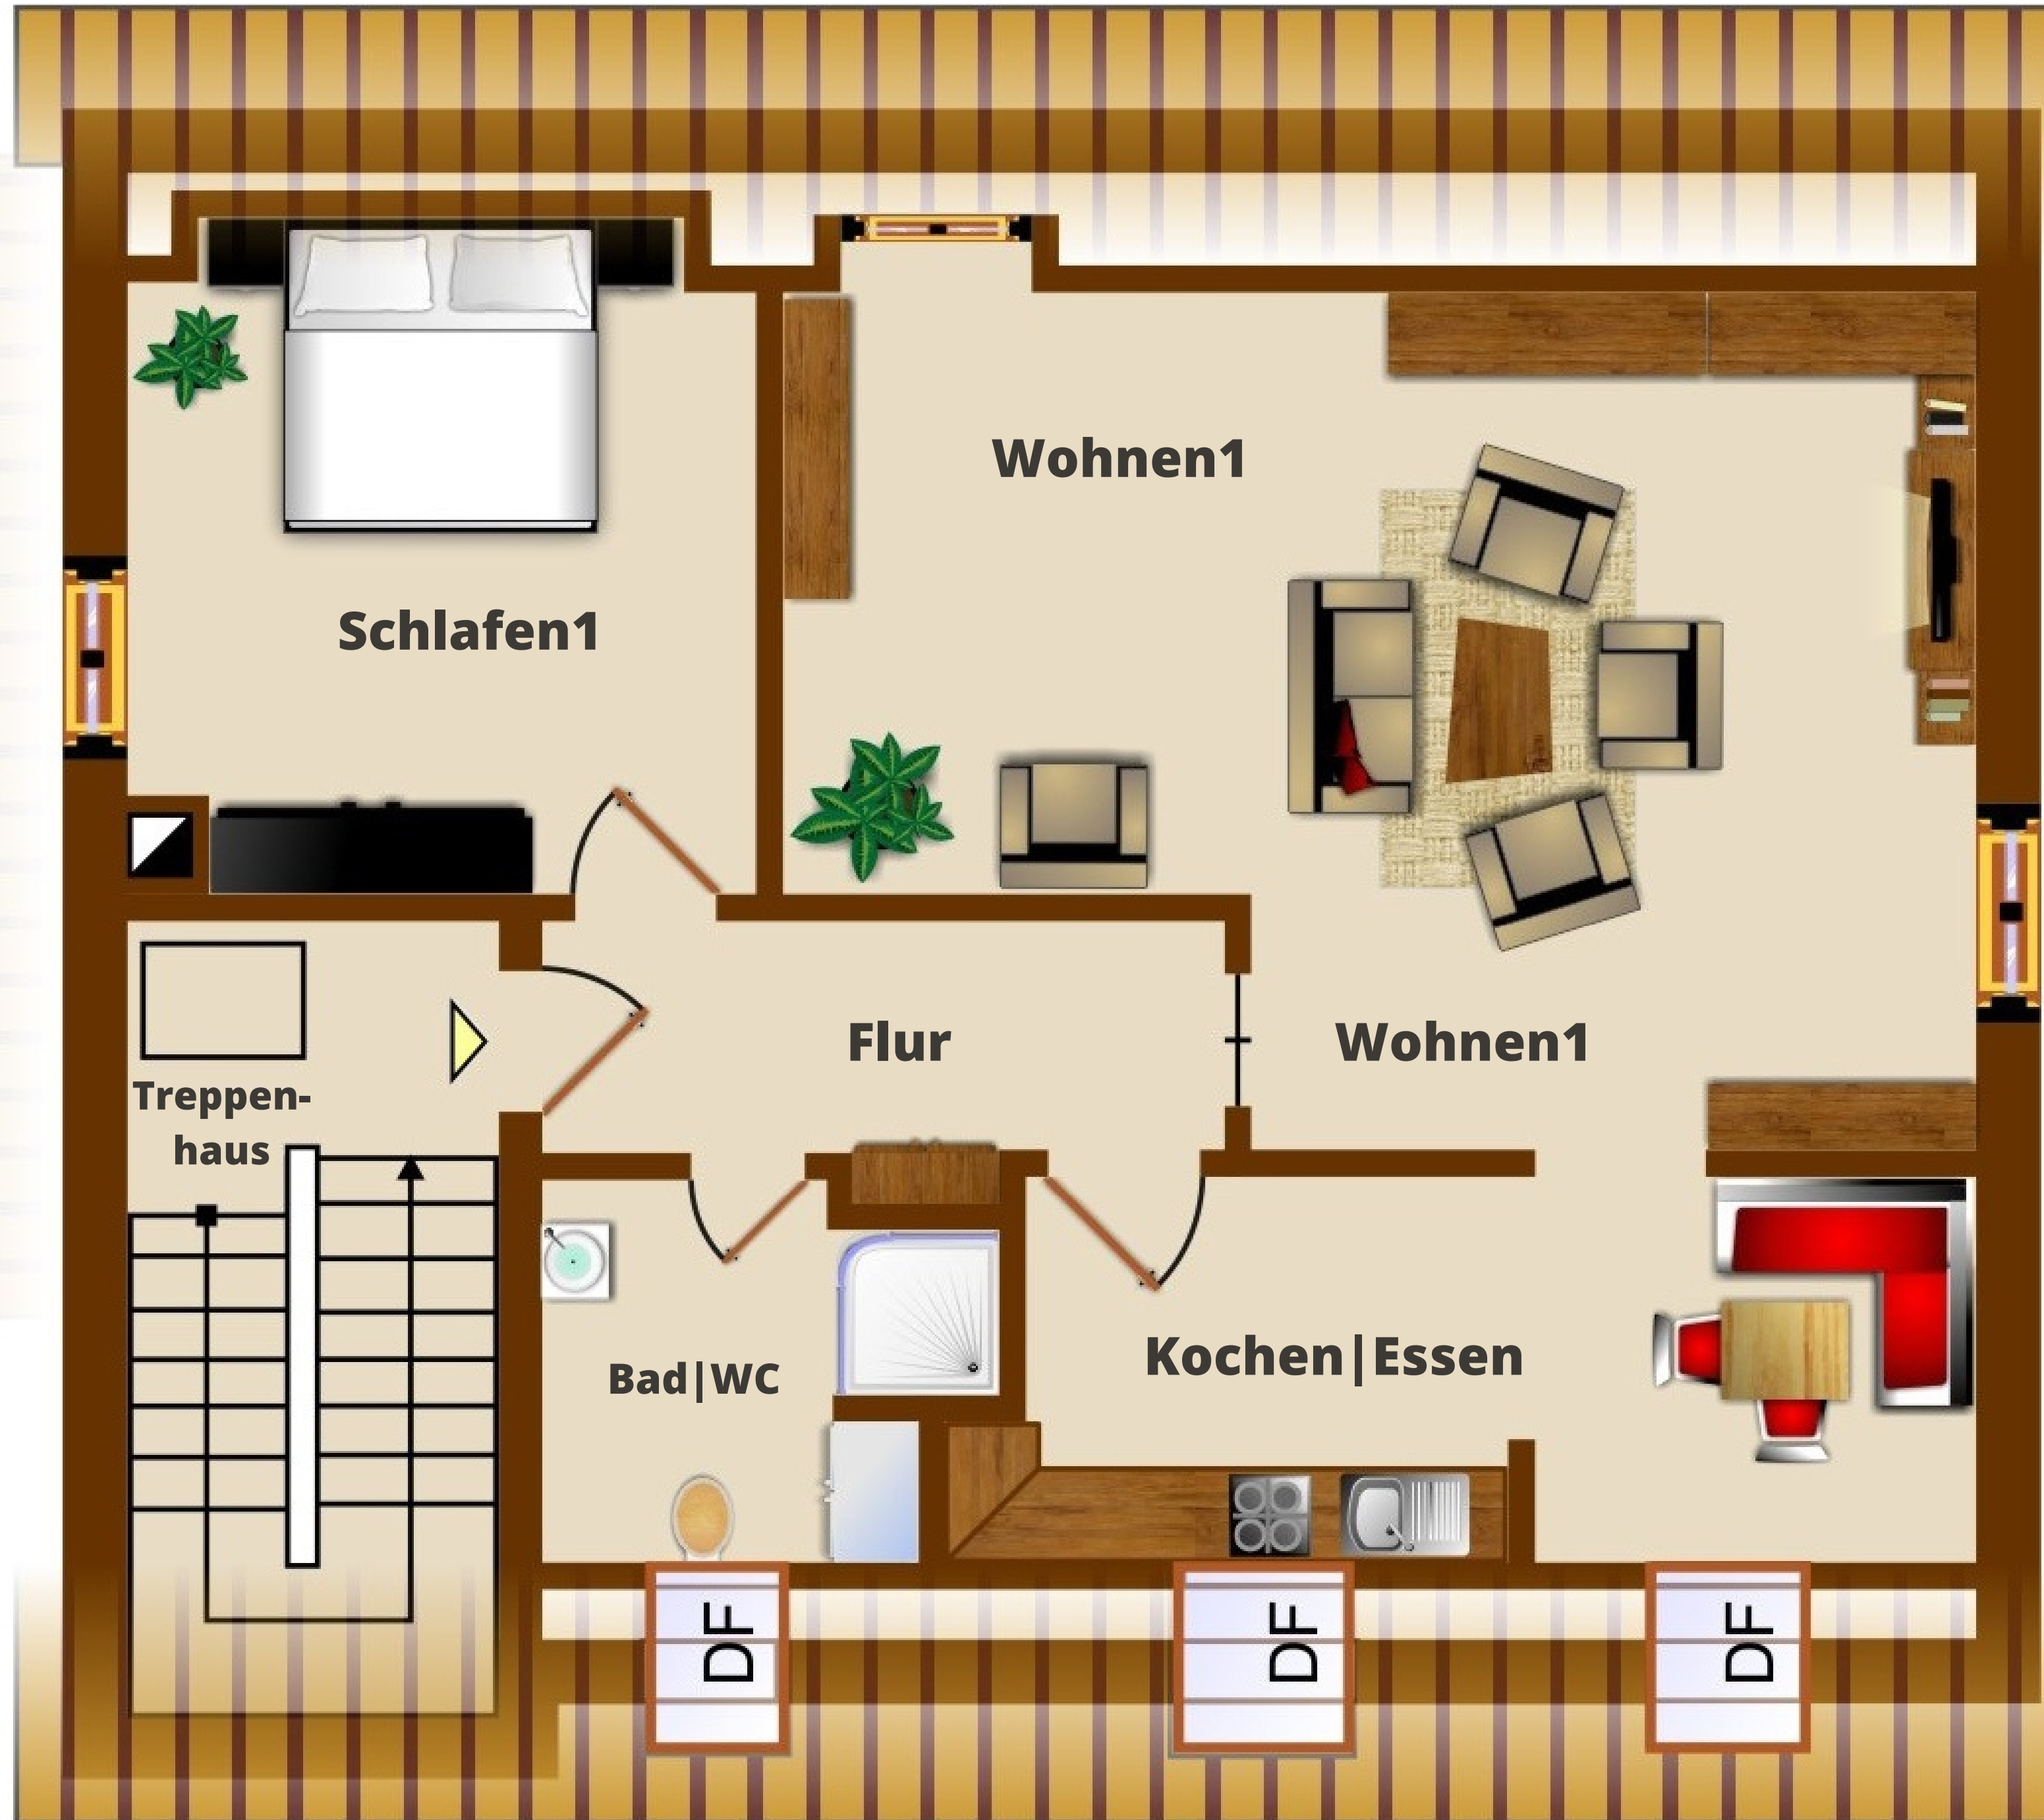 Wohnen1
Schlafen1
Flur
Wohnen1
Treppen-
haus
Kochen|Essen
Bad|WC
DF
DF
DF